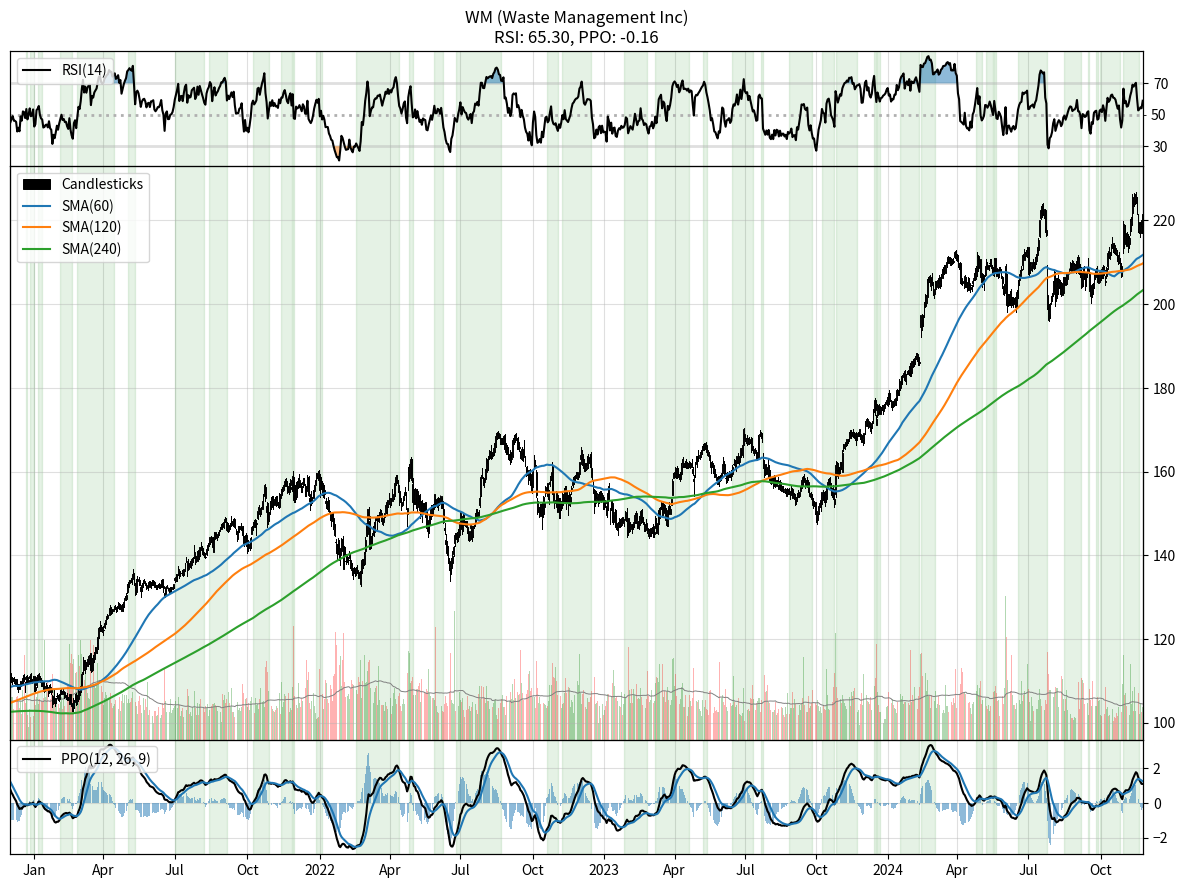 WM (Waste Management Inc)
RSI: 65.30, PPO: -0.16
RSI(14)
70
50
30
Candlesticks
SMA(60)
SMA(120)
SMA(240)
220
200
180
160
140
120
100
PPO(12, 26, 9)
2
0
−2
Jan Apr Jul Oct 2022 Apr Jul Oct 2023 Apr Jul Oct 2024 Apr Jul Oct